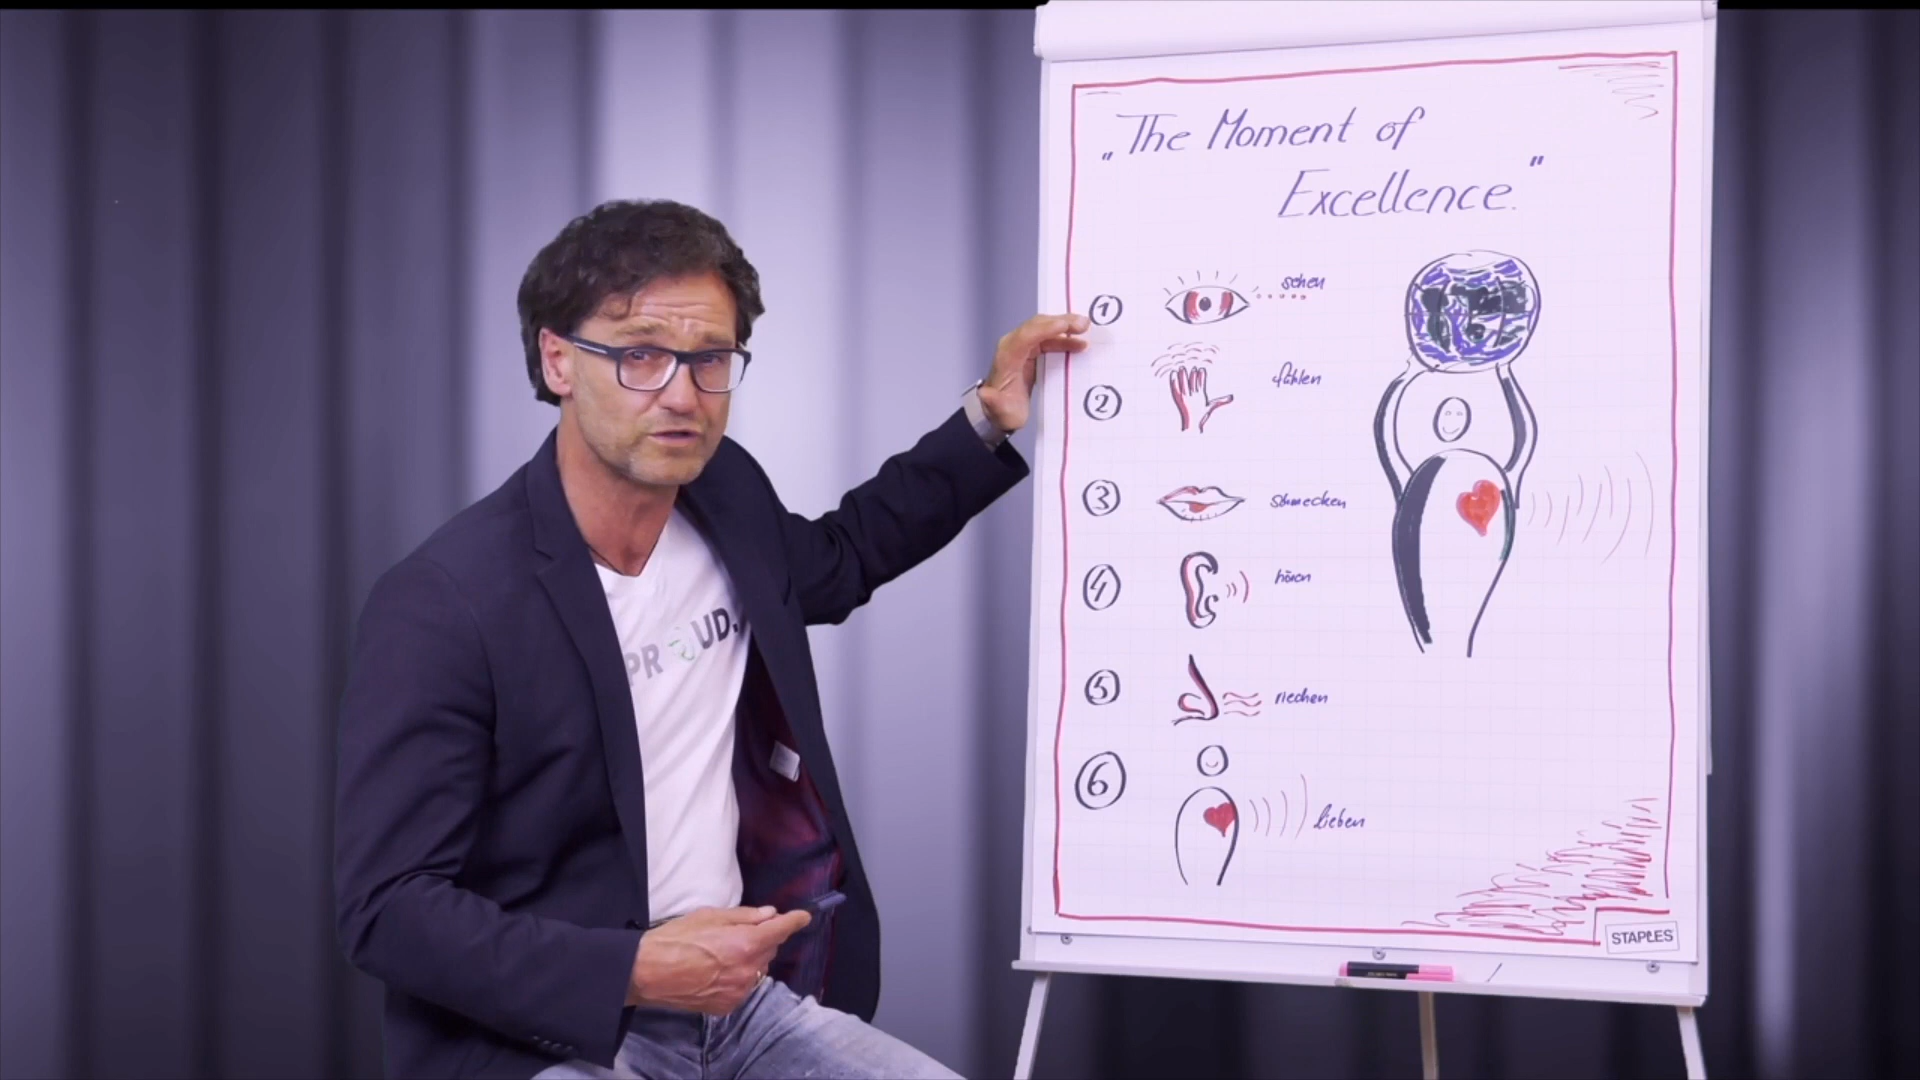 „The Moment of
Excellence."
1 sehen
2 fühlen
3 schmecken
4 hören
5 riechen
6 lieben
PROUD.
STAPLES